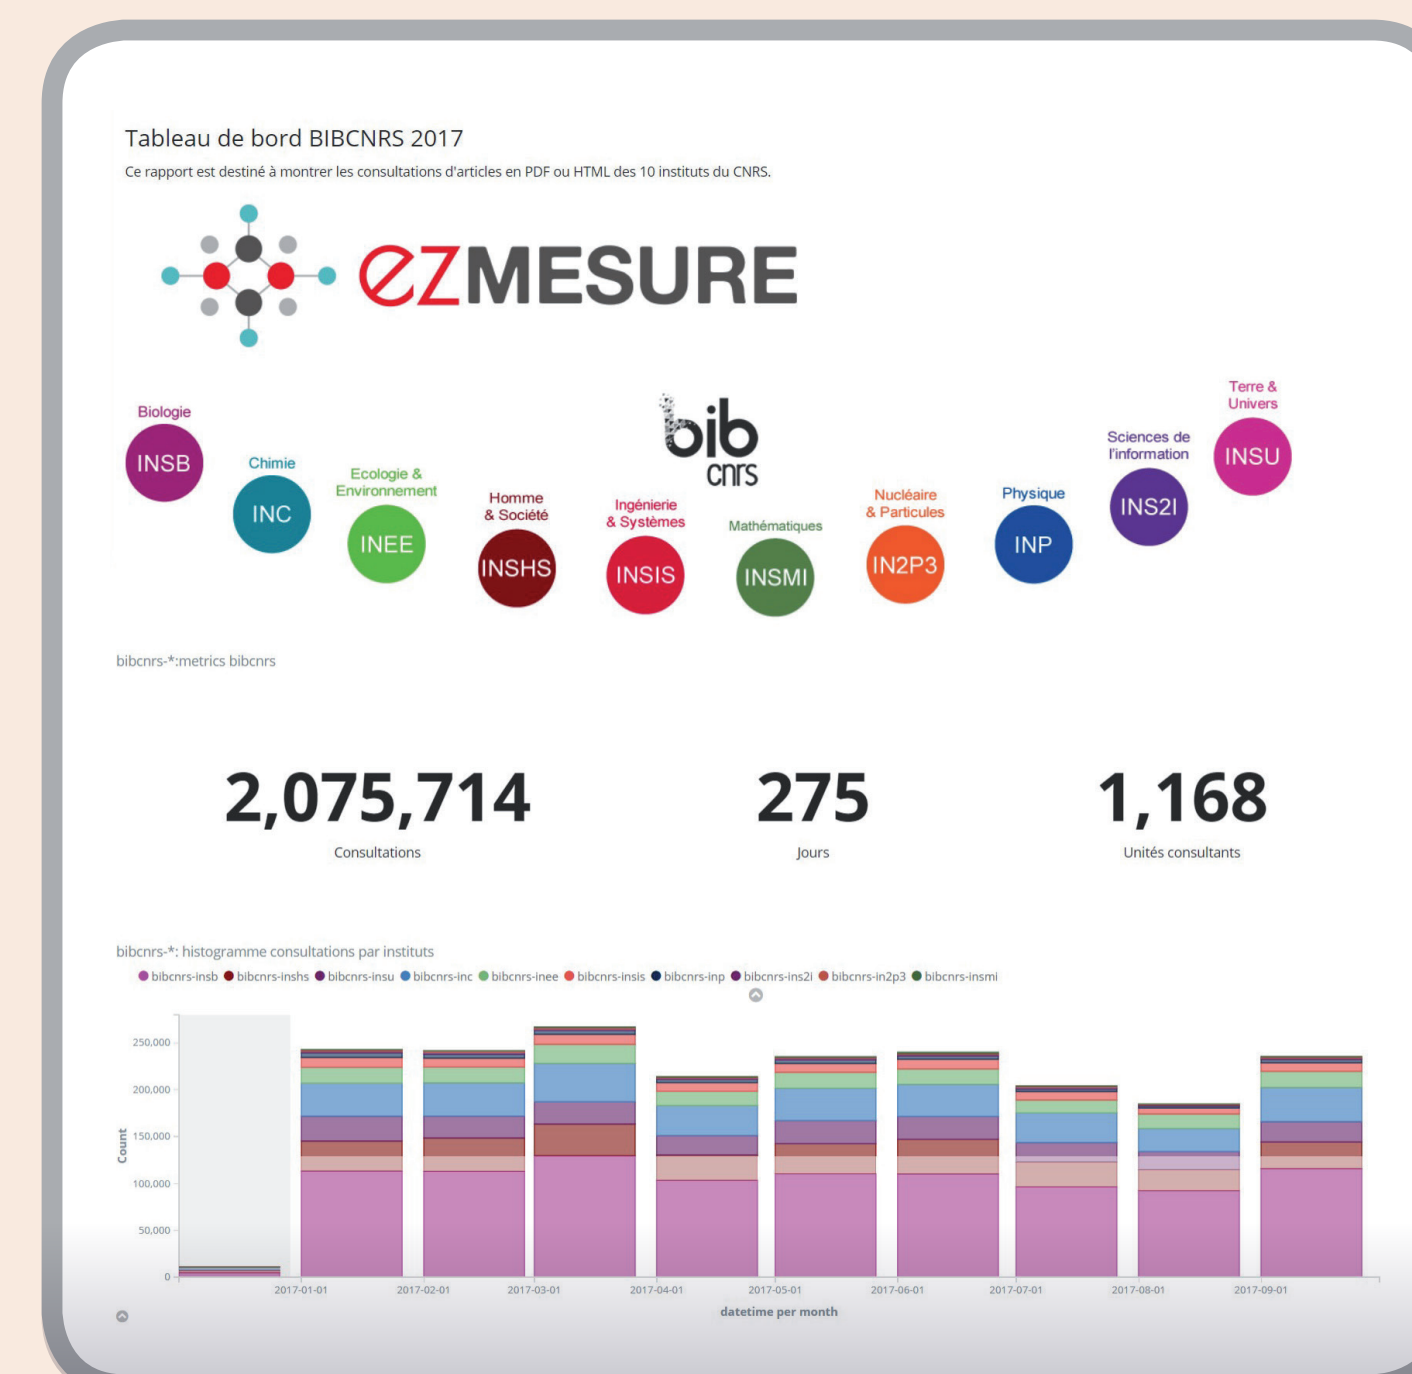 Tableau de bord BIBCNRS 2017
Ce rapport est destiné à montrer les consultations d'articles en PDF ou HTML des 10 instituts du CNRS.
ezMESURE
bib
cnrs
Biologie
INSB
Chimie
INC
Ecologie &
Environnement
INEE
Homme
& Société
INSHS
Ingénierie
& Systèmes
INSIS
Mathématiques
INSMI
Nucléaire
& Particules
IN2P3
Physique
INP
Sciences de
l'information
INS2I
Terre &
Univers
INSU
bibcnrs-*:metrics bibcnrs
2,075,714
Consultations
275
Jours
1,168
Unités consultants
bibcnrs-*: histogramme consultations par instituts
bibcnrs-insb bibcnrs-inshs bibcnrs-insu bibcnrs-inc bibcnrs-inee bibcnrs-insis bibcnrs-inp bibcnrs-ins2i bibcnrs-in2p3 bibcnrs-insmi
Count
250,000
200,000
150,000
100,000
50,000
0
2017-01-01 2017-02-01 2017-03-01 2017-04-01 2017-05-01 2017-06-01 2017-07-01 2017-08-01 2017-09-01
datetime per month